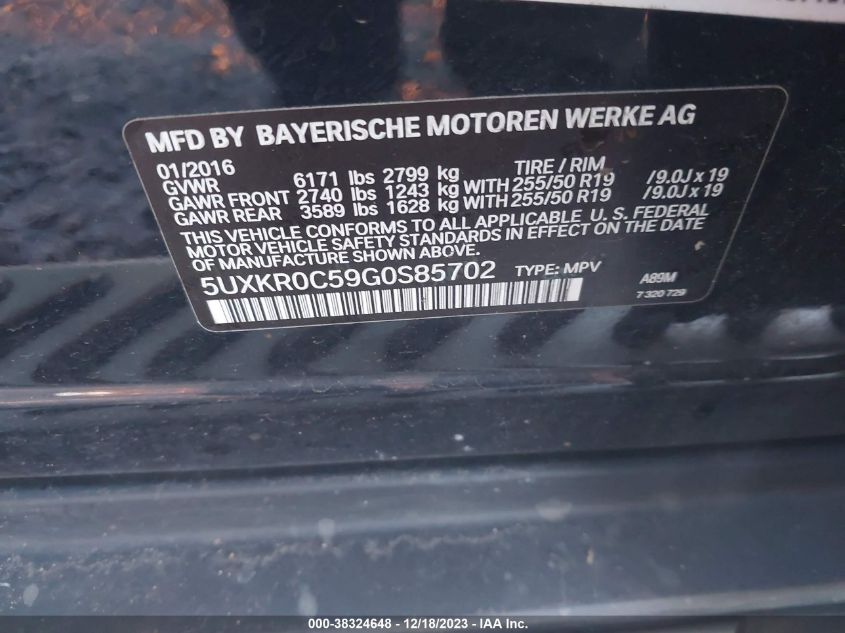 MFD BY BAYERISCHE MOTOREN WERKE AG
01/2016 TIRE / RIM
GVWR 6171 lbs 2799 kg
GAWR FRONT 2740 lbs 1243 kg WITH 255/50 R19 /9.0J x 19
GAWR REAR 3589 lbs 1628 kg WITH 255/50 R19 /9.0J x 19
THIS VEHICLE CONFORMS TO ALL APPLICABLE U. S. FEDERAL
MOTOR VEHICLE SAFETY STANDARDS IN EFFECT ON THE DATE
OF MANUFACTURE SHOWN ABOVE.
5UXKR0C59G0S85702 TYPE: MPV A89M
7 320 729
000-38324648 - 12/18/2023 - IAA Inc.